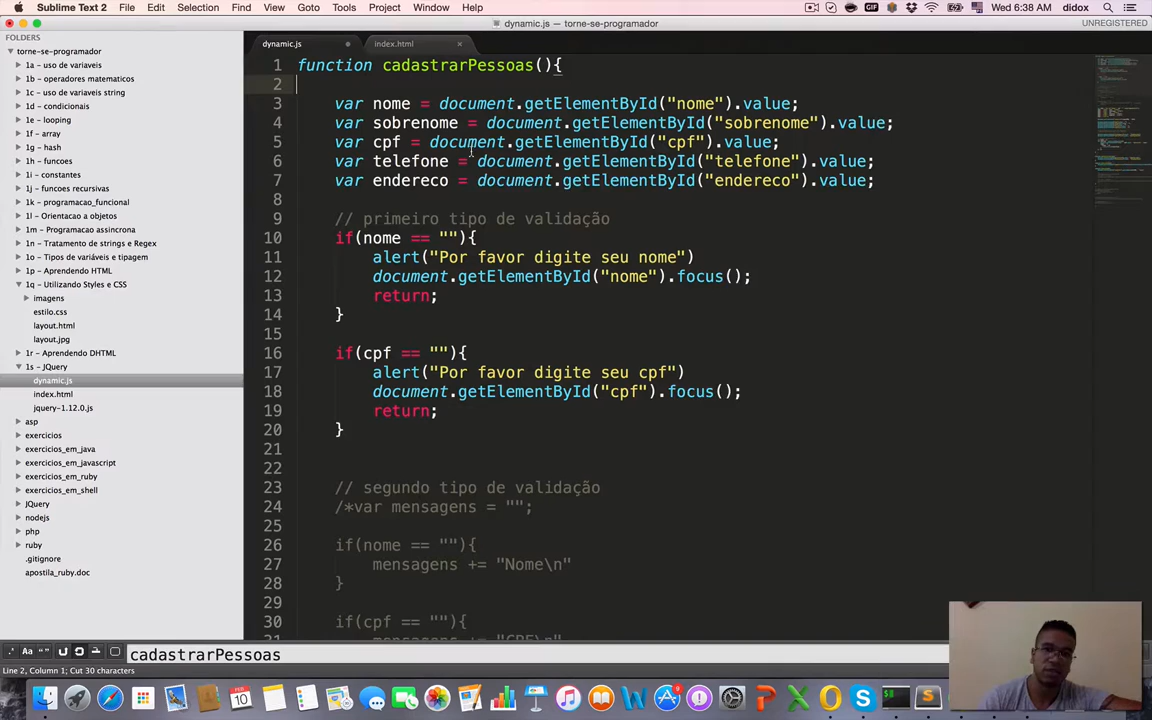 Sublime Text 2 File Edit Selection Find View Goto Tools Project Window Help GIF Wed 6:38 AM didox
dynamic.js — torne-se-programador UNREGISTERED
FOLDERS
torne-se-programador
1a - uso de variaveis
1b - operadores matematicos
1c - uso de variaveis string
1d - condicionais
1e - looping
1f - array
1g - hash
1h - funcoes
1i - constantes
1j - funcoes recursivas
1k - programacao_funcional
1l - Orientacao a objetos
1m - Programacao assincrona
1n - Tratamento de strings e Regex
1o - Tipos de variáveis e tipagem
1p - Aprendendo HTML
1q - Utilizando Styles e CSS
imagens
estilo.css
layout.html
layout.jpg
1r - Aprendendo DHTML
1s - JQuery
dynamic.js
index.html
jquery-1.12.0.js
asp
exercicios
exercicios_em_java
exercicios_em_javascript
exercicios_em_ruby
exercicios_em_shell
jQuery
nodejs
php
ruby
.gitignore
apostila_ruby.doc
dynamic.js index.html
1 function cadastrarPessoas(){
2
3 var nome = document.getElementById("nome").value;
4 var sobrenome = document.getElementById("sobrenome").value;
5 var cpf = document.getElementById("cpf").value;
6 var telefone = document.getElementById("telefone").value;
7 var endereco = document.getElementById("endereco").value;
8
9 // primeiro tipo de validação
10 if(nome == ""){
11 alert("Por favor digite seu nome")
12 document.getElementById("nome").focus();
13 return;
14 }
15
16 if(cpf == ""){
17 alert("Por favor digite seu cpf")
18 document.getElementById("cpf").focus();
19 return;
20 }
21
22
23 // segundo tipo de validação
24 /*var mensagens = "";
25
26 if(nome == ""){
27 mensagens += "Nome\n"
28 }
29
30 if(cpf == ""){
31 mensagens += "CPF\n"
cadastrarPessoas
Line 2, Column 1; Cut 30 characters